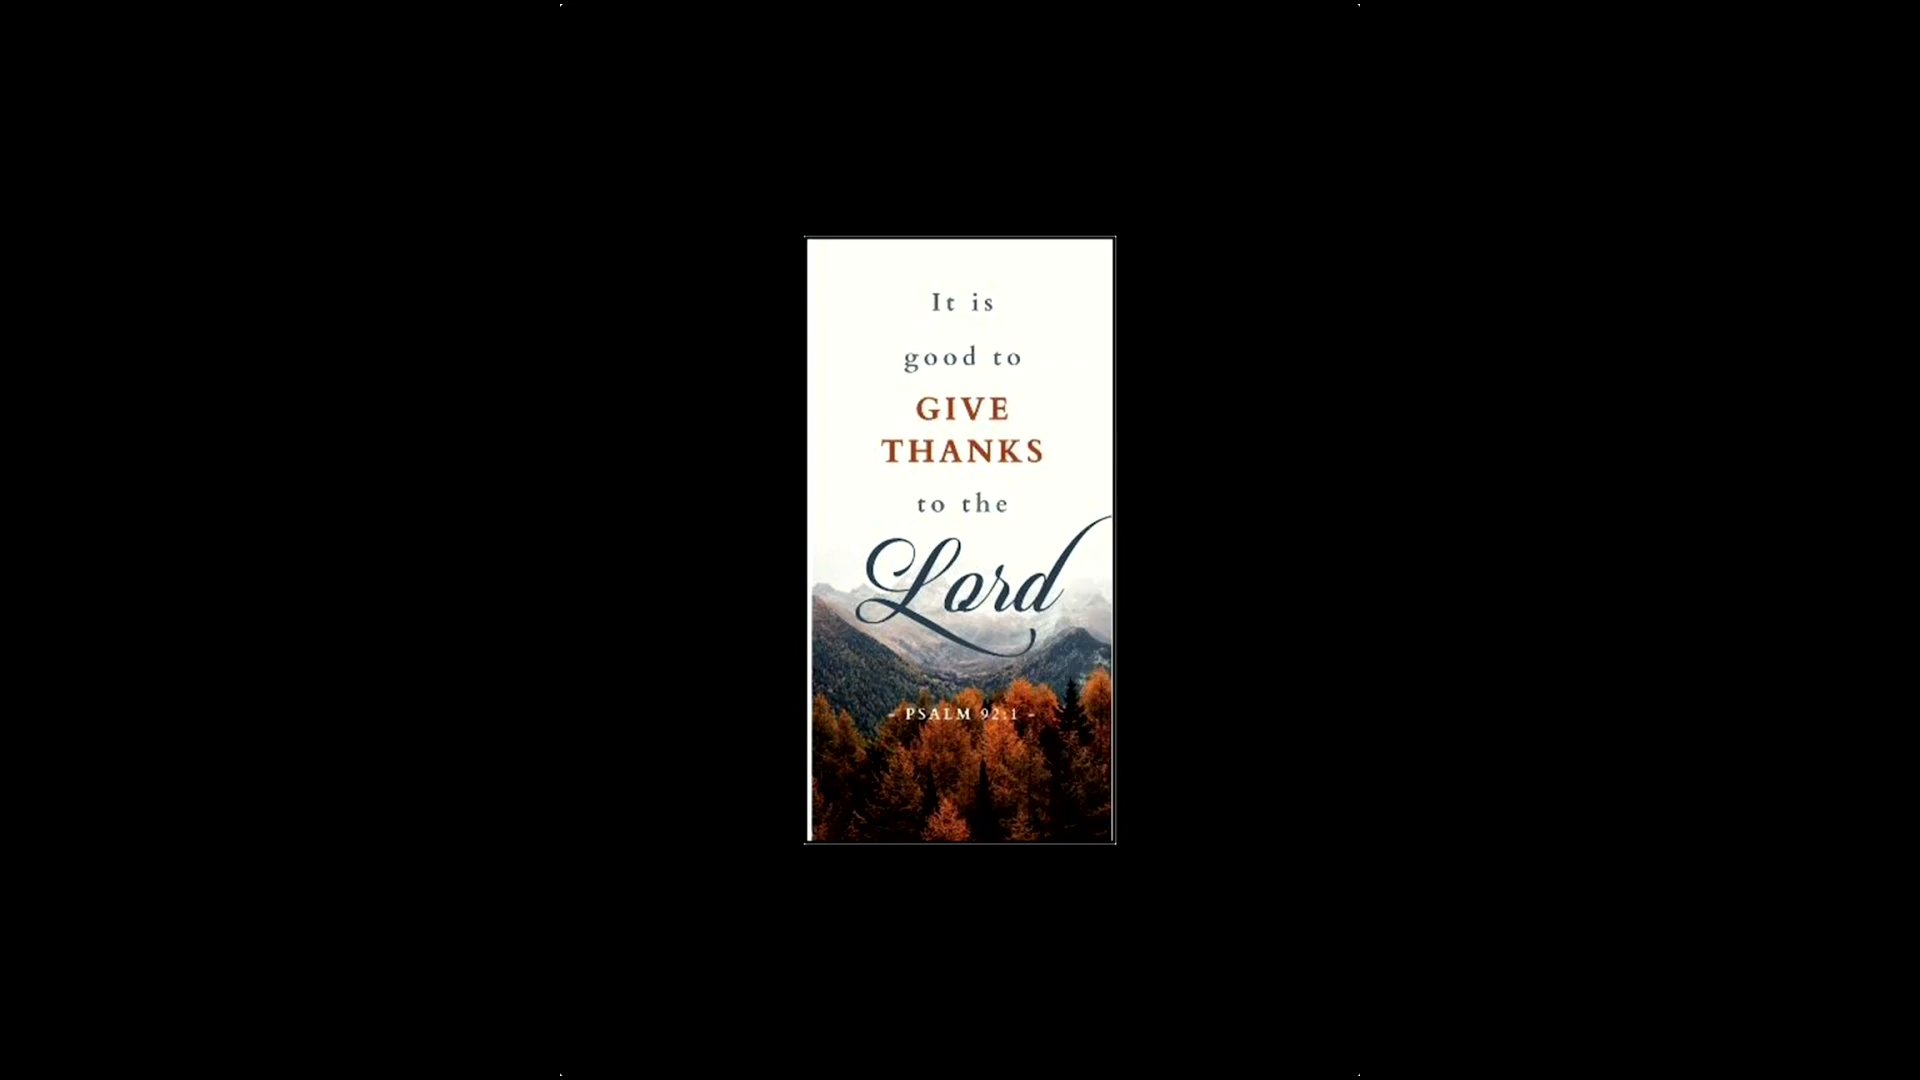 It is
good to
GIVE
THANKS
to the
Lord
- PSALM 92:1 -